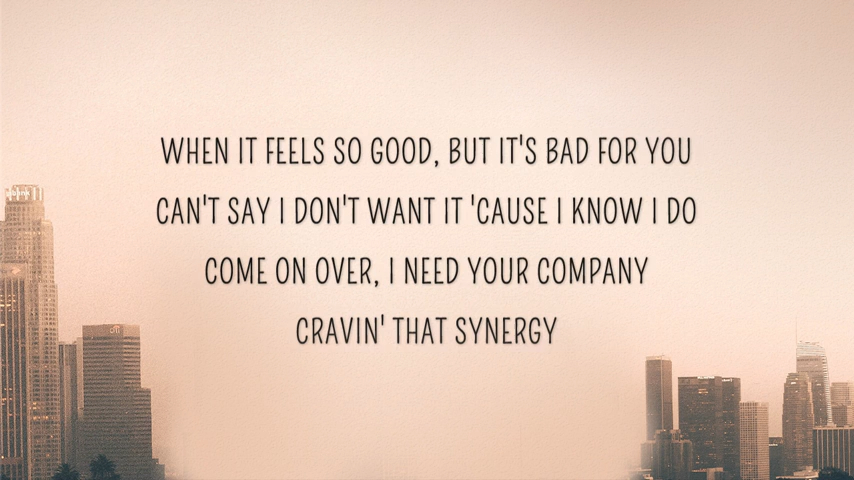 WHEN IT FEELS SO GOOD, BUT IT'S BAD FOR YOU
CAN'T SAY I DON'T WANT IT 'CAUSE I KNOW I DO
COME ON OVER, I NEED YOUR COMPANY
CRAVIN' THAT SYNERGY